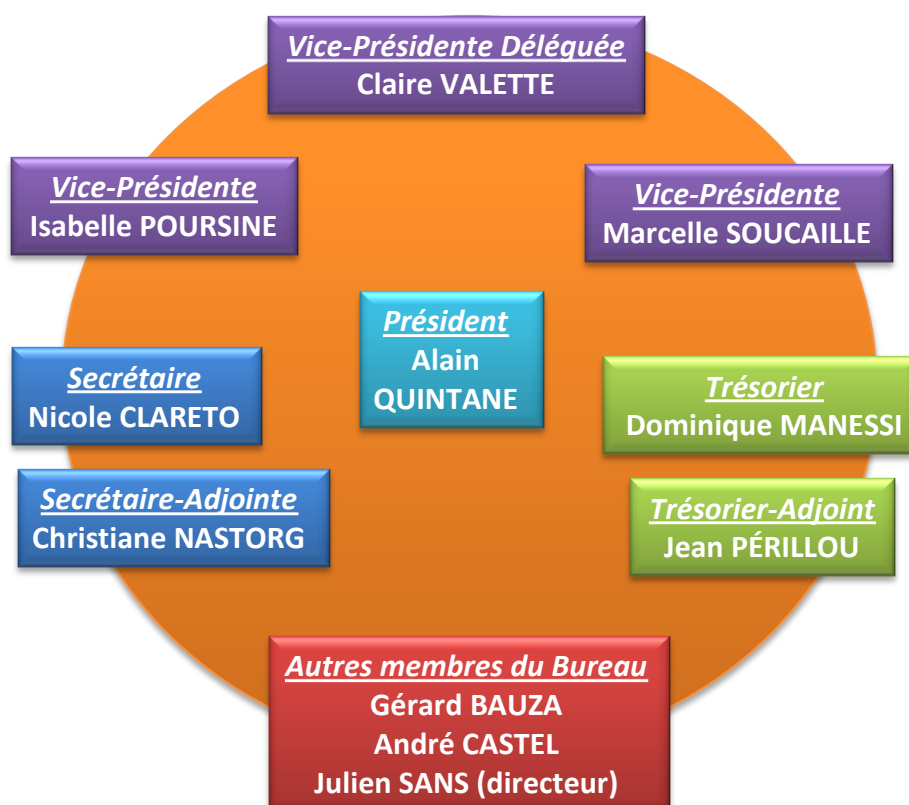 Vice-Présidente Déléguée
Claire VALETTE
Vice-Présidente
Isabelle POURSINE
Vice-Présidente
Marcelle SOUCAILLE
Président
Alain
QUINTANE
Secrétaire
Nicole CLARETO
Trésorier
Dominique MANESSI
Secrétaire-Adjointe
Christiane NASTORG
Trésorier-Adjoint
Jean PÉRILLOU
Autres membres du Bureau
Gérard BAUZA
André CASTEL
Julien SANS (directeur)